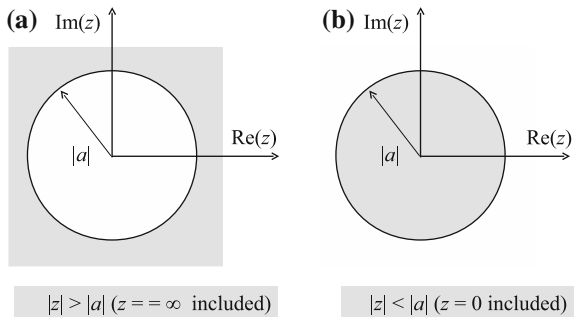 (a) Im(z)
Re(z)
|a|
|z| > |a| (z = = ∞ included)
(b) Im(z)
Re(z)
|a|
|z| < |a| (z = 0 included)